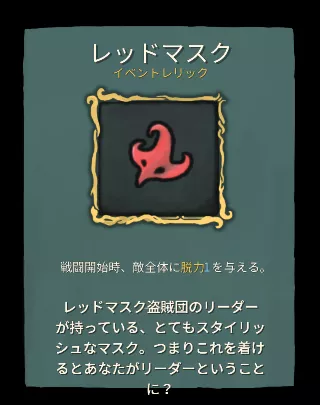 レッドマスク
イベントレリック
戦闘開始時、敵全体に脱力1を与える。
レッドマスク盗賊団のリーダー
が持っている、とてもスタイリッ
シュなマスク。つまりこれを着け
るとあなたがリーダーということ
に？